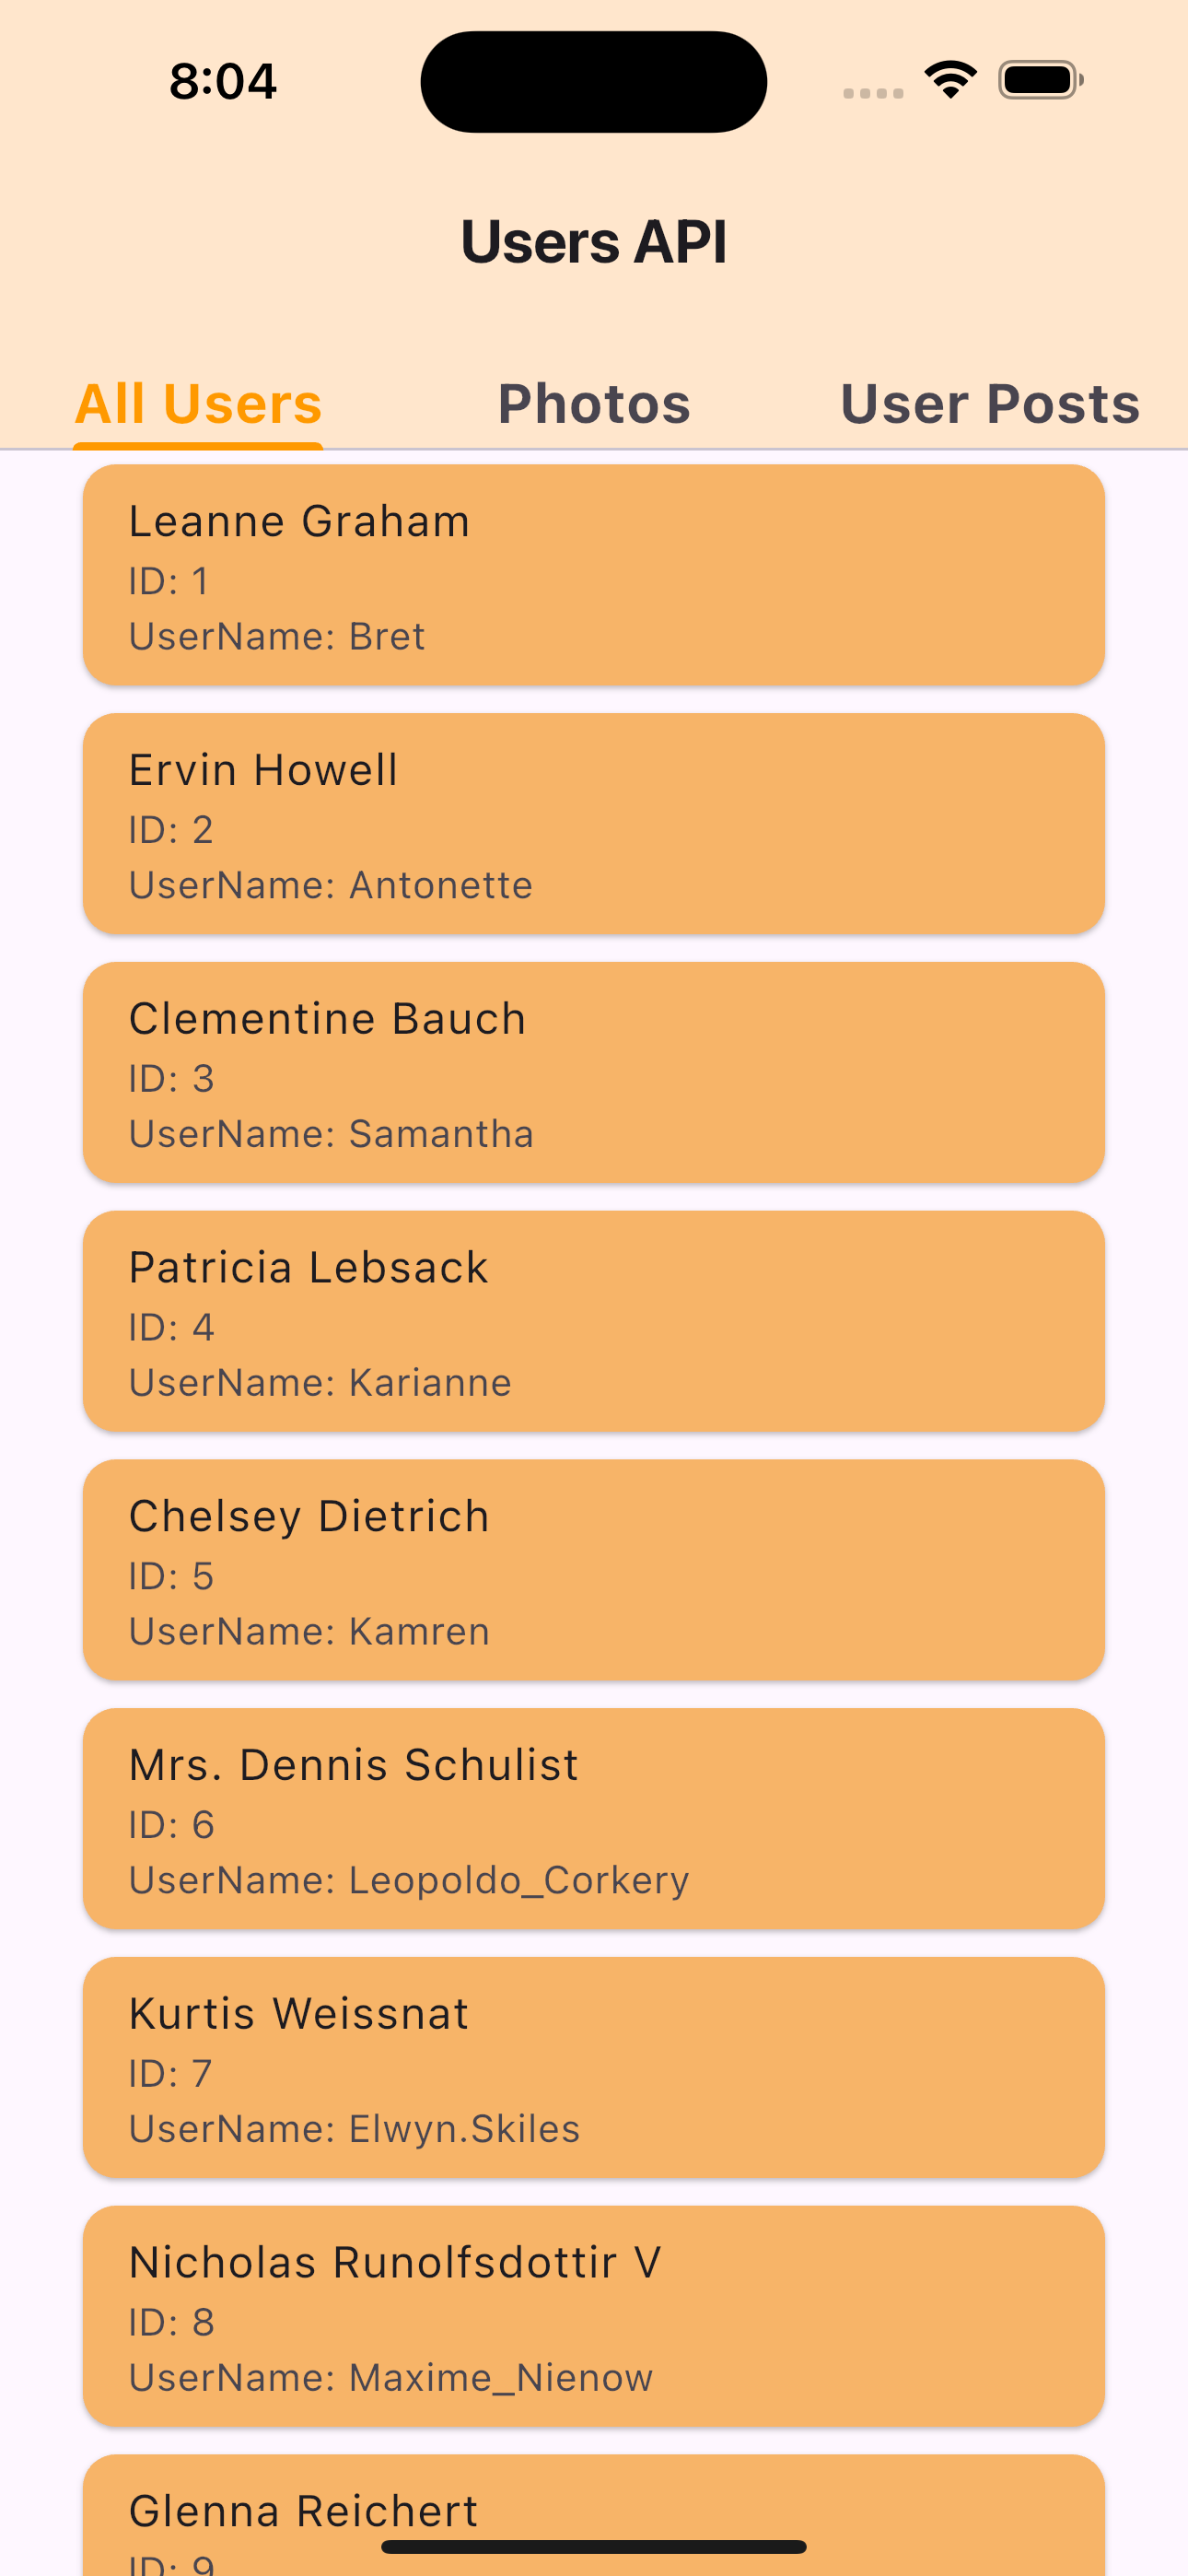 8:04
Users API
All Users Photos User Posts
Leanne Graham
ID: 1
UserName: Bret
Ervin Howell
ID: 2
UserName: Antonette
Clementine Bauch
ID: 3
UserName: Samantha
Patricia Lebsack
ID: 4
UserName: Karianne
Chelsey Dietrich
ID: 5
UserName: Kamren
Mrs. Dennis Schulist
ID: 6
UserName: Leopoldo_Corkery
Kurtis Weissnat
ID: 7
UserName: Elwyn.Skiles
Nicholas Runolfsdottir V
ID: 8
UserName: Maxime_Nienow
Glenna Reichert
ID: 9